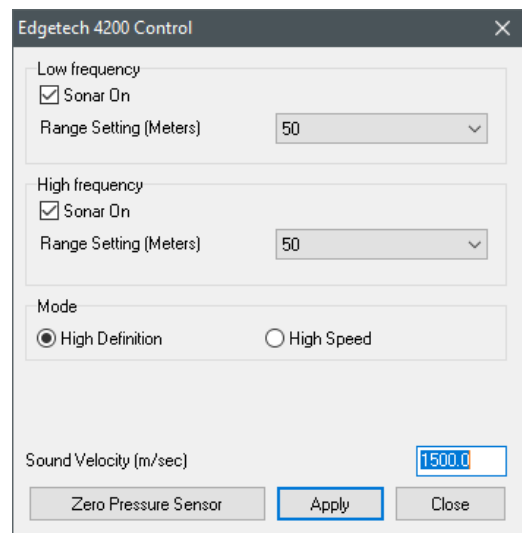 Edgetech 4200 Control
Low frequency
Sonar On
Range Setting (Meters) 50
High frequency
Sonar On
Range Setting (Meters) 50
Mode
High Definition High Speed
Sound Velocity (m/sec) 1500.0
Zero Pressure Sensor Apply Close